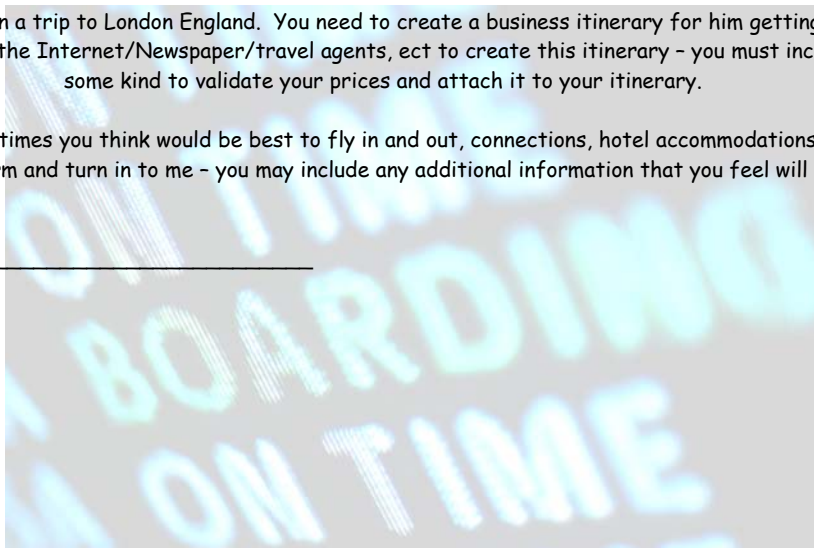 n a trip to London England. You need to create a business itinerary for him getting
the Internet/Newspaper/travel agents, ect to create this itinerary – you must inc
some kind to validate your prices and attach it to your itinerary.
times you think would be best to fly in and out, connections, hotel accommodations
m and turn in to me – you may include any additional information that you feel will
ON TIME
ON TIME
BOARDING
ON TIME